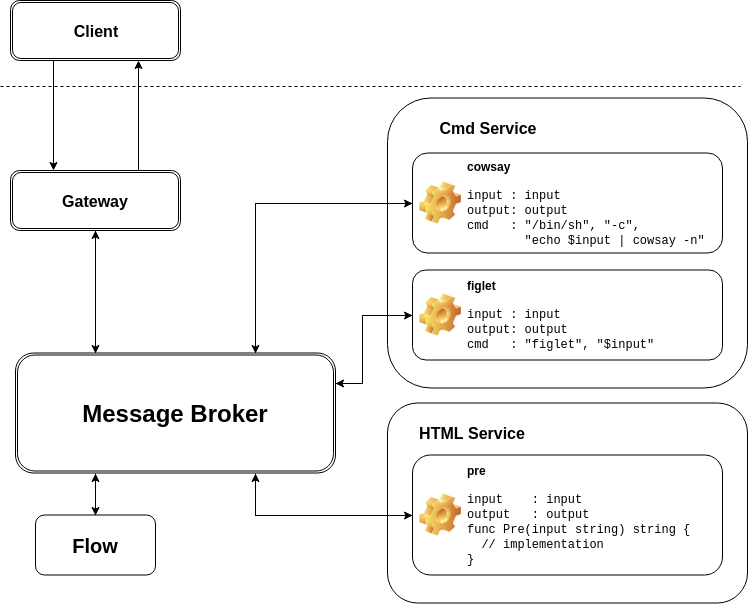 Client
Gateway
Message Broker
Flow
Cmd Service
cowsay
input : input
output: output
cmd   : "/bin/sh", "-c",
        "echo $input | cowsay -n"
figlet
input : input
output: output
cmd   : "figlet", "$input"
HTML Service
pre
input    : input
output   : output
func Pre(input string) string {
  // implementation
}